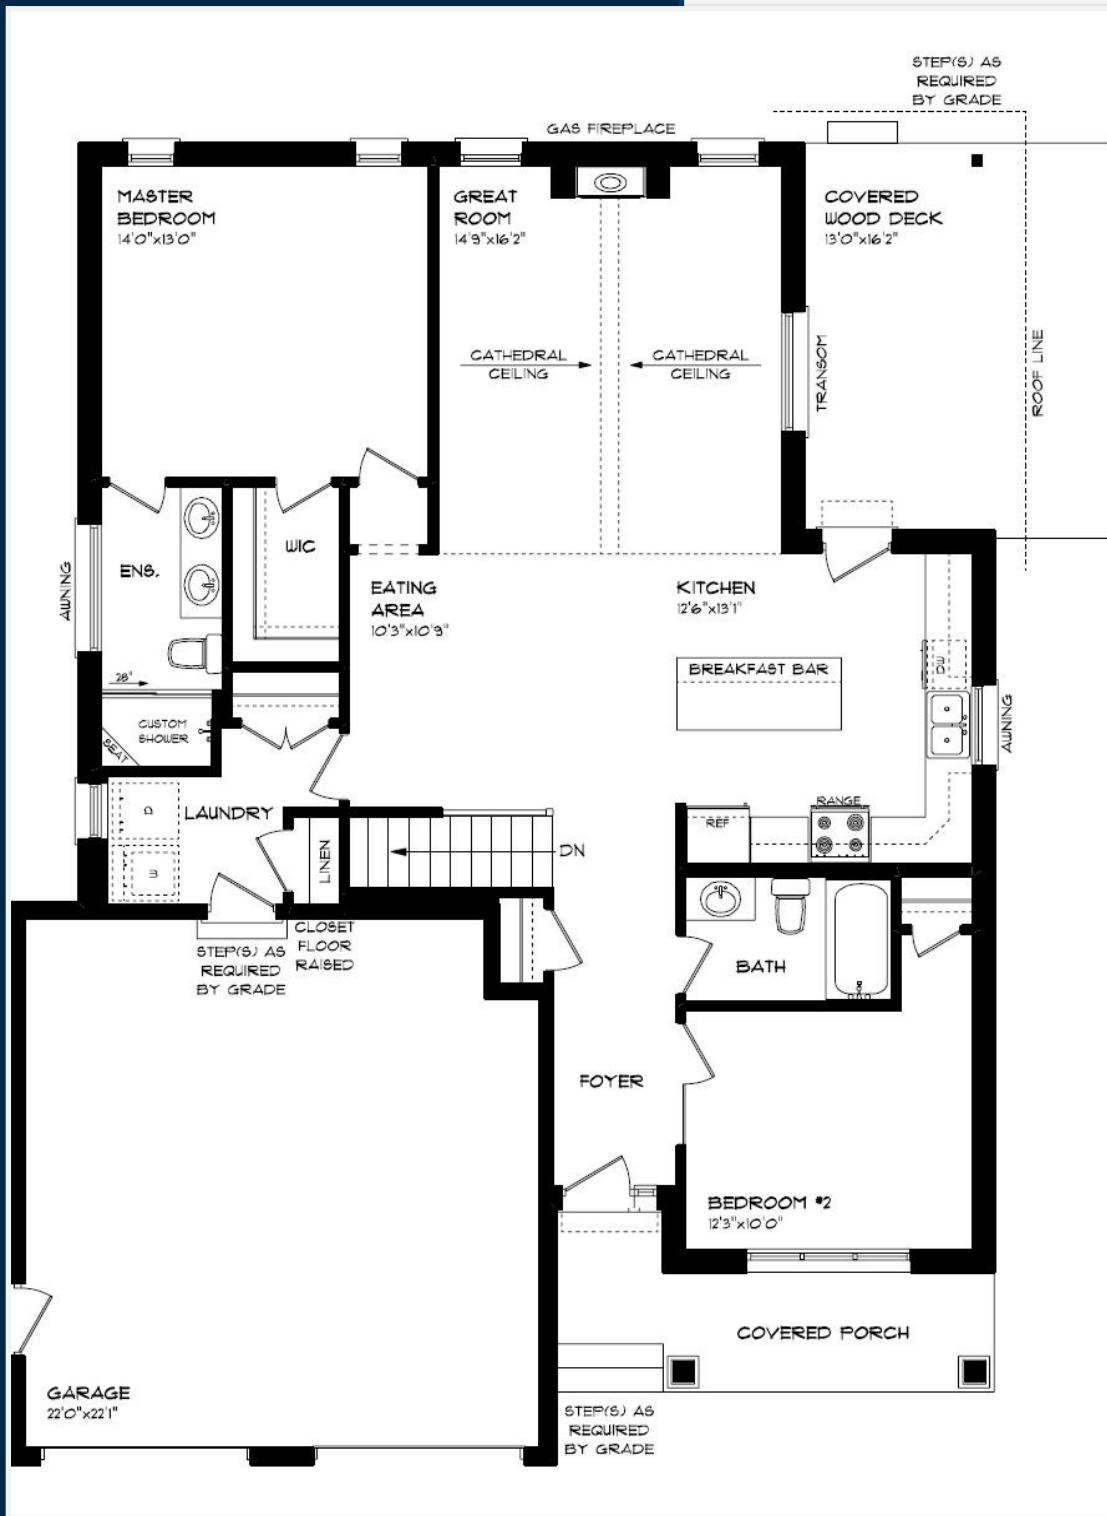 STEP(S) AS
REQUIRED
BY GRADE
GAS FIREPLACE
MASTER
BEDROOM
14'0"x13'0"
GREAT
ROOM
14'9"x16'2"
COVERED
WOOD DECK
13'0"x16'2"
CATHEDRAL
CEILING
CATHEDRAL
CEILING
TRANSOM
ROOF LINE
WIC
ENS.
AWNING
EATING
AREA
10'3"x10'9"
KITCHEN
12'6"x13'1"
BREAKFAST BAR
DW
AWNING
28"
CUSTOM
SHOWER
SEAT
LAUNDRY
D
W
LINEN
DN
REF
RANGE
CLOSET
FLOOR
RAISED
STEP(S) AS
REQUIRED
BY GRADE
BATH
FOYER
BEDROOM #2
12'3"x10'0"
COVERED PORCH
GARAGE
22'0"x22'1"
STEP(S) AS
REQUIRED
BY GRADE